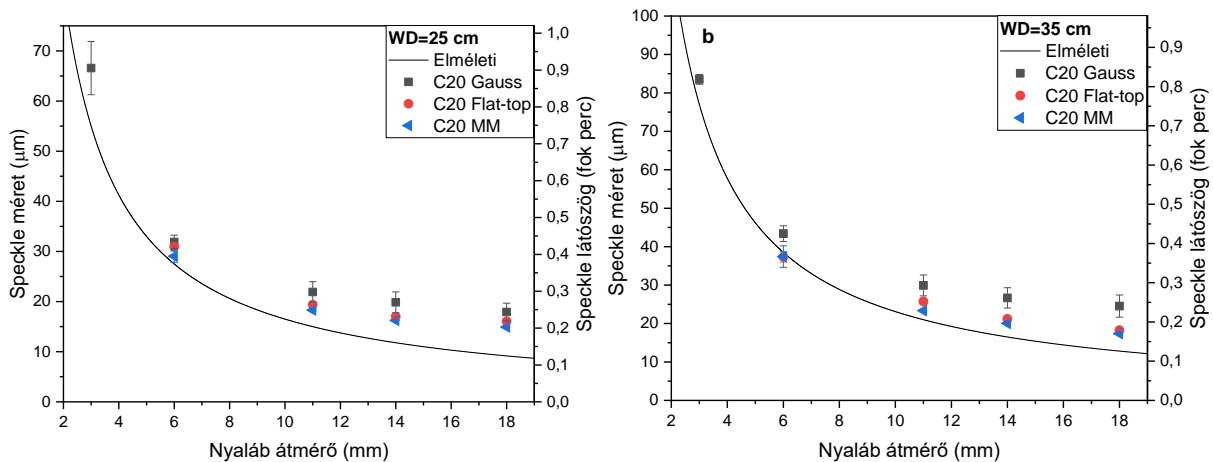 WD=25 cm
Elméleti
C20 Gauss
C20 Flat-top
C20 MM
Speckle méret (μm)
70
60
50
40
30
20
10
0
2 4 6 8 10 12 14 16 18
Nyaláb átmérő (mm)
1,0
0,9
0,8
0,7
0,6
0,5
0,4
0,3
0,2
0,1
0,0
Speckle látószög (fok perc)
b
WD=35 cm
Elméleti
C20 Gauss
C20 Flat-top
C20 MM
Speckle méret (μm)
100
90
80
70
60
50
40
30
20
10
0
2 4 6 8 10 12 14 16 18
Nyaláb átmérő (mm)
0,9
0,8
0,7
0,6
0,5
0,4
0,3
0,2
0,1
0,0
Speckle látószög (fok perc)